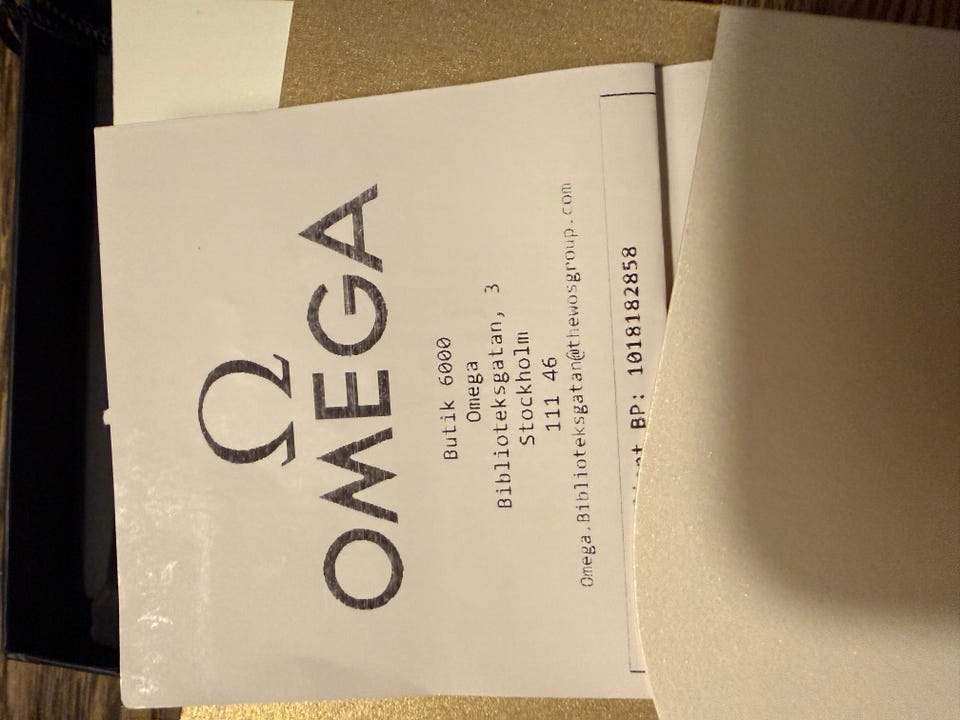 Ω
OMEGA
Butik 6000
Omega
Biblioteksgatan, 3
Stockholm
111 46
Omega.Biblioteksgatan@thewosgroup.com
BP: 1018182858